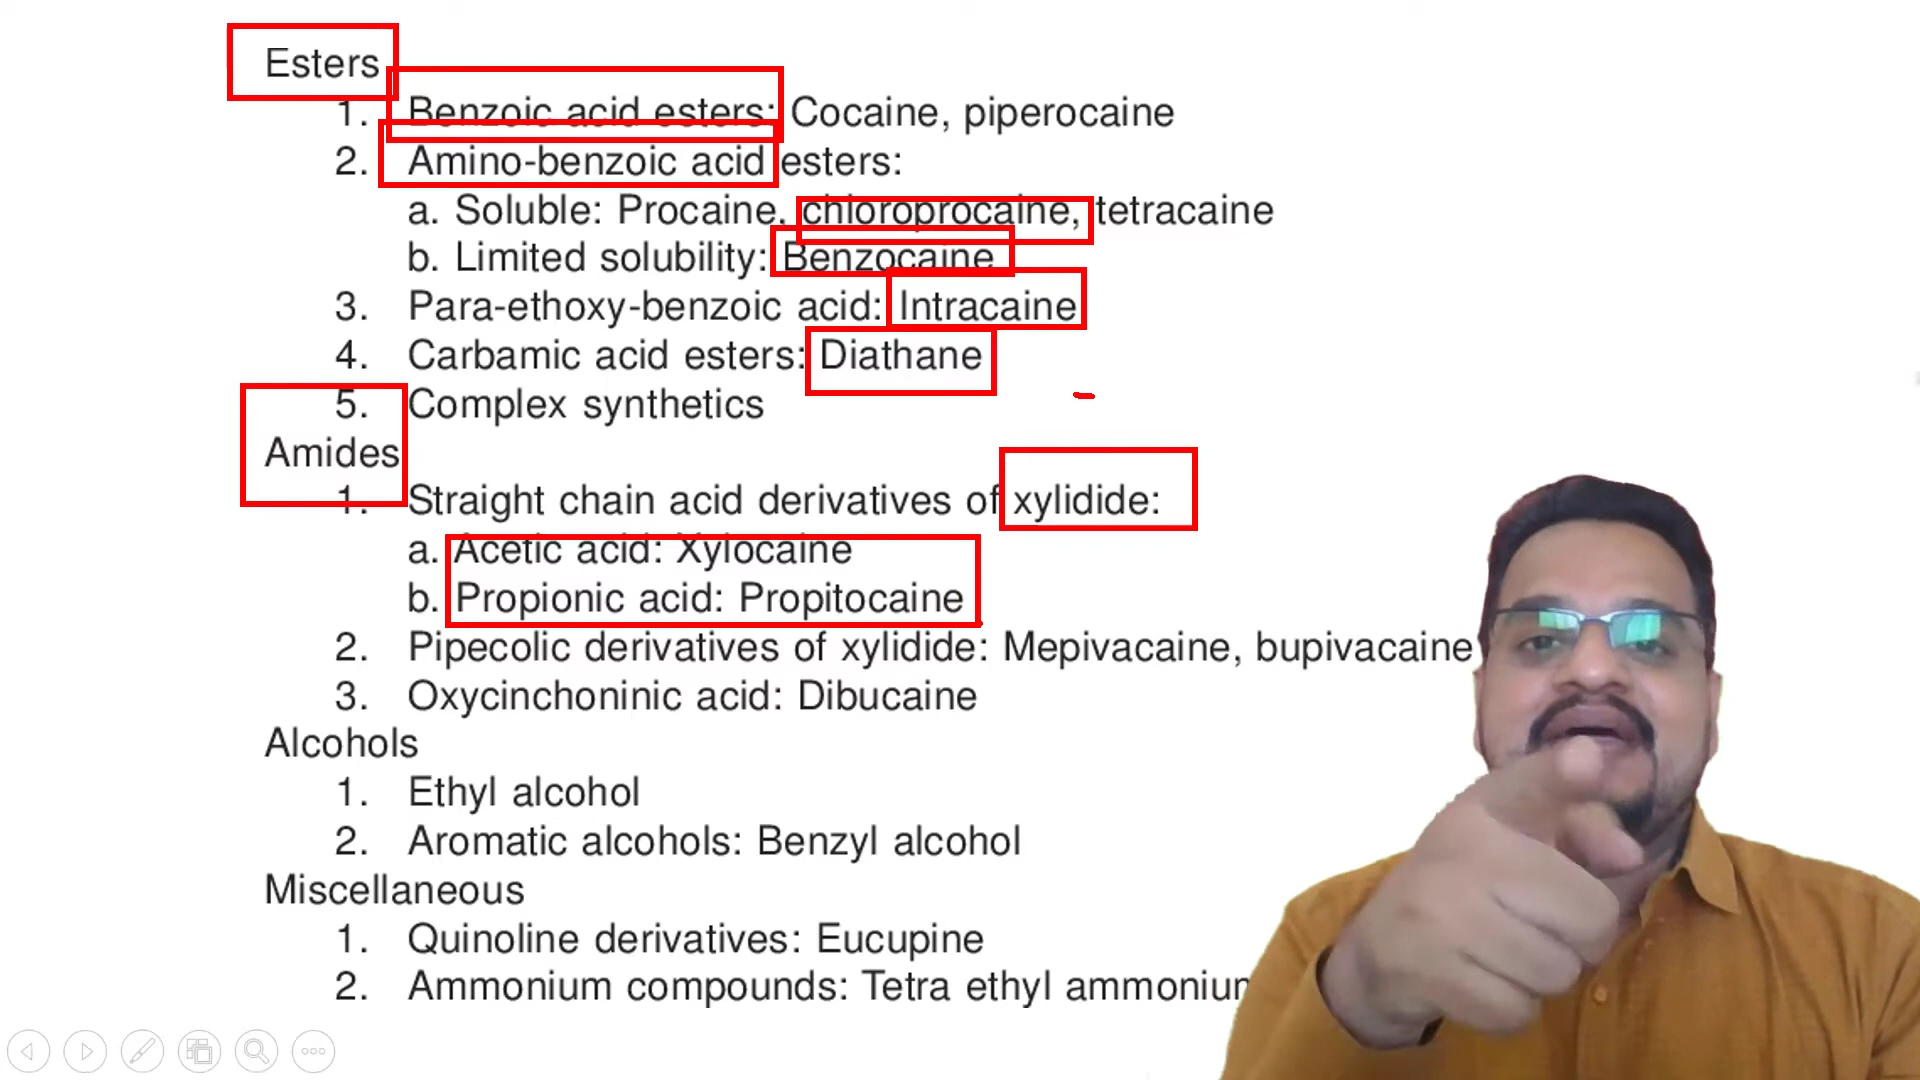 Esters
1. Benzoic acid esters: Cocaine, piperocaine
2. Amino-benzoic acid esters:
a. Soluble: Procaine, chloroprocaine, tetracaine
b. Limited solubility: Benzocaine
3. Para-ethoxy-benzoic acid: Intracaine
4. Carbamic acid esters: Diathane
5. Complex synthetics
Amides
1. Straight chain acid derivatives of xylidide:
a. Acetic acid: Xylocaine
b. Propionic acid: Propitocaine
2. Pipecolic derivatives of xylidide: Mepivacaine, bupivacaine
3. Oxycinchoninic acid: Dibucaine
Alcohols
1. Ethyl alcohol
2. Aromatic alcohols: Benzyl alcohol
Miscellaneous
1. Quinoline derivatives: Eucupine
2. Ammonium compounds: Tetra ethyl